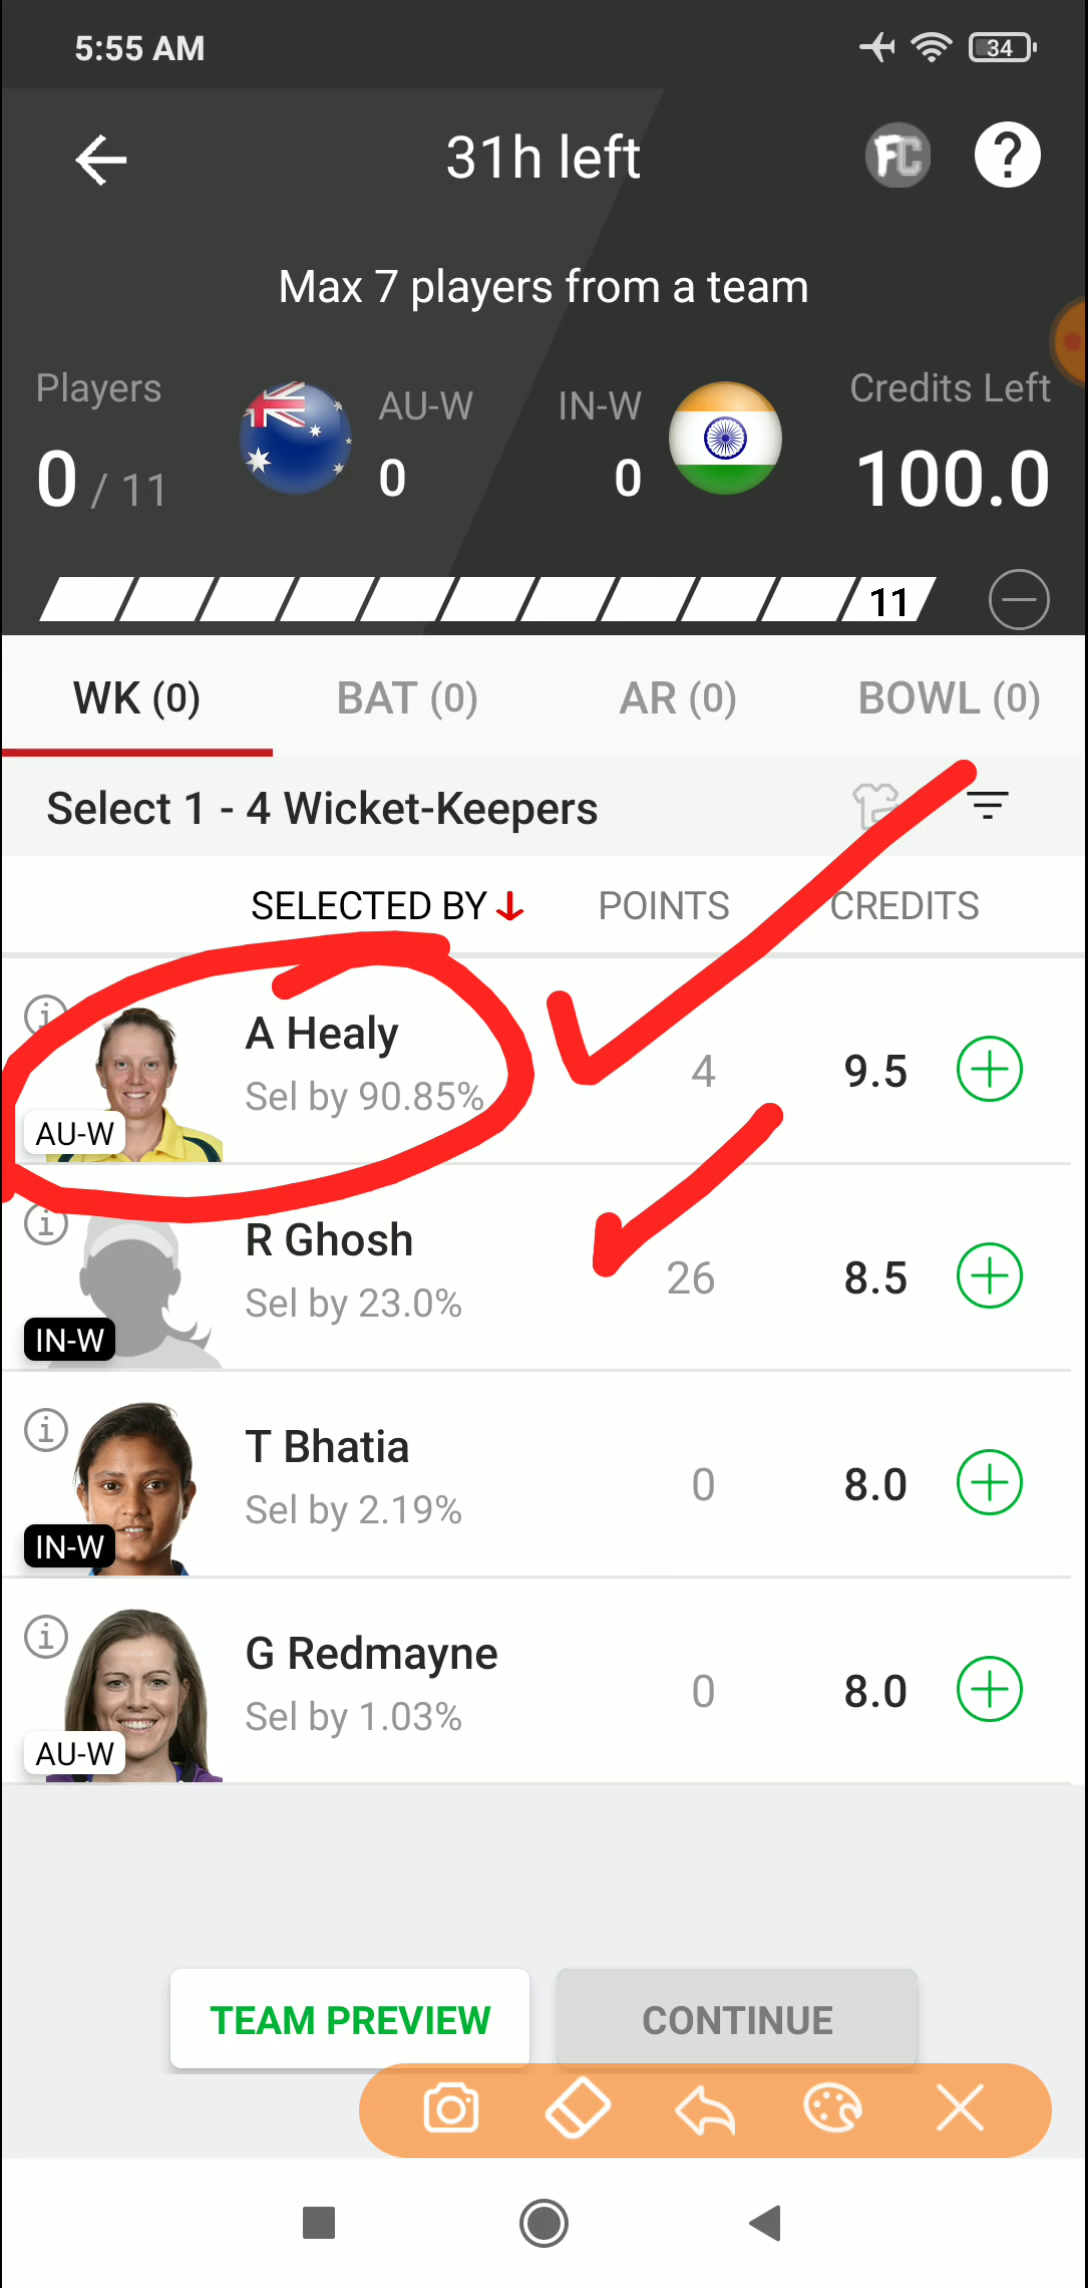 5:55 AM
34
31h left
FC
?
Max 7 players from a team
Players
AU-W
IN-W
Credits Left
0 / 11
0
0
100.0
11
WK (0)
BAT (0)
AR (0)
BOWL (0)
Select 1 - 4 Wicket-Keepers
SELECTED BY
POINTS
CREDITS
A Healy
Sel by 90.85%
4
9.5
AU-W
R Ghosh
Sel by 23.0%
26
8.5
IN-W
T Bhatia
Sel by 2.19%
0
8.0
IN-W
G Redmayne
Sel by 1.03%
0
8.0
AU-W
TEAM PREVIEW
CONTINUE